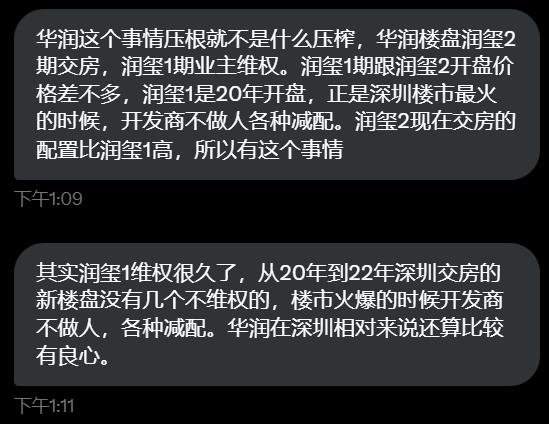 华润这个事情压根就不是什么压榨，华润楼盘润玺2
期交房，润玺1期业主维权。润玺1期跟润玺2开盘价
格差不多，润玺1是20年开盘，正是深圳楼市最火
的时候，开发商不做人各种减配。润玺2现在交房的
配置比润玺1高，所以有这个事情
下午1:09
其实润玺1维权很久了，从20年到22年深圳交房的
新楼盘没有几个不维权的，楼市火爆的时候开发商
不做人，各种减配。华润在深圳相对来说还算比较
有良心。
下午1:11